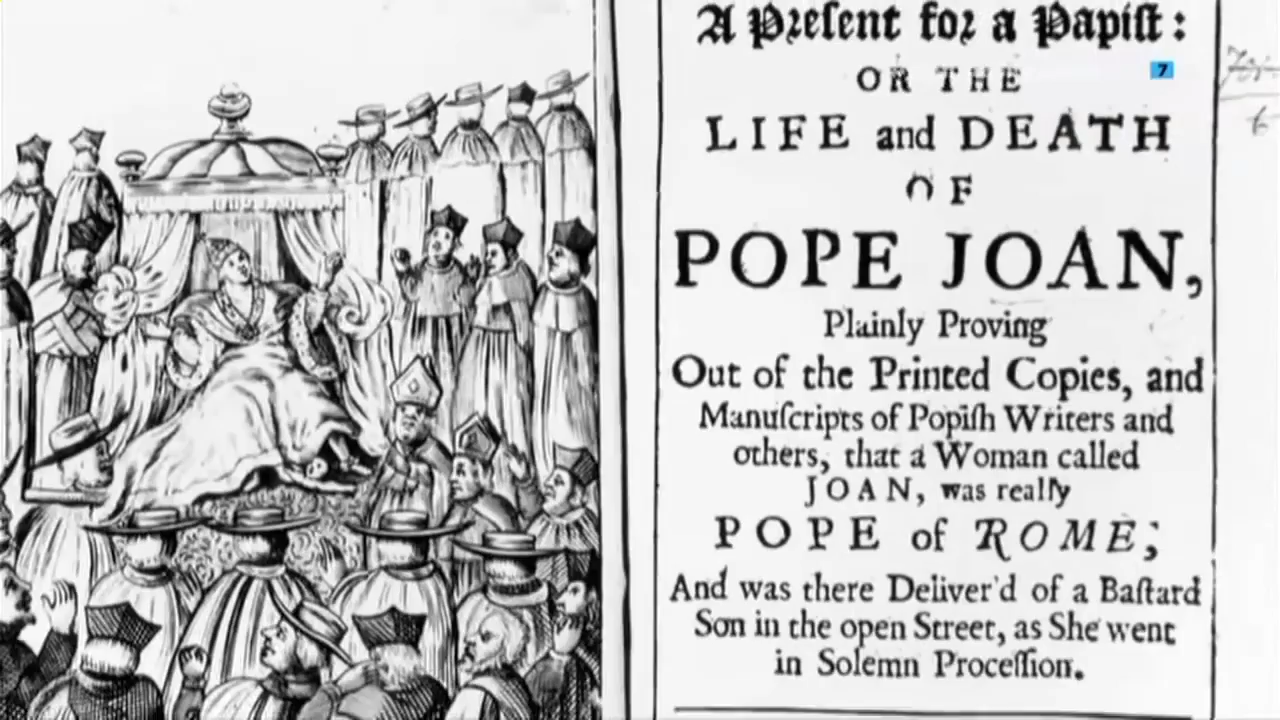 A Preſent for a Papiſt:
7
OR THE
LIFE and DEATH
OF
POPE JOAN,
Plainly Proving
Out of the Printed Copies, and
Manuſcripts of Popiſh Writers and
others, that a Woman called
JOAN, was really
POPE of ROME;
And was there Deliver'd of a Baſtard
Son in the open Street, as She went
in Solemn Proceſſion.
6